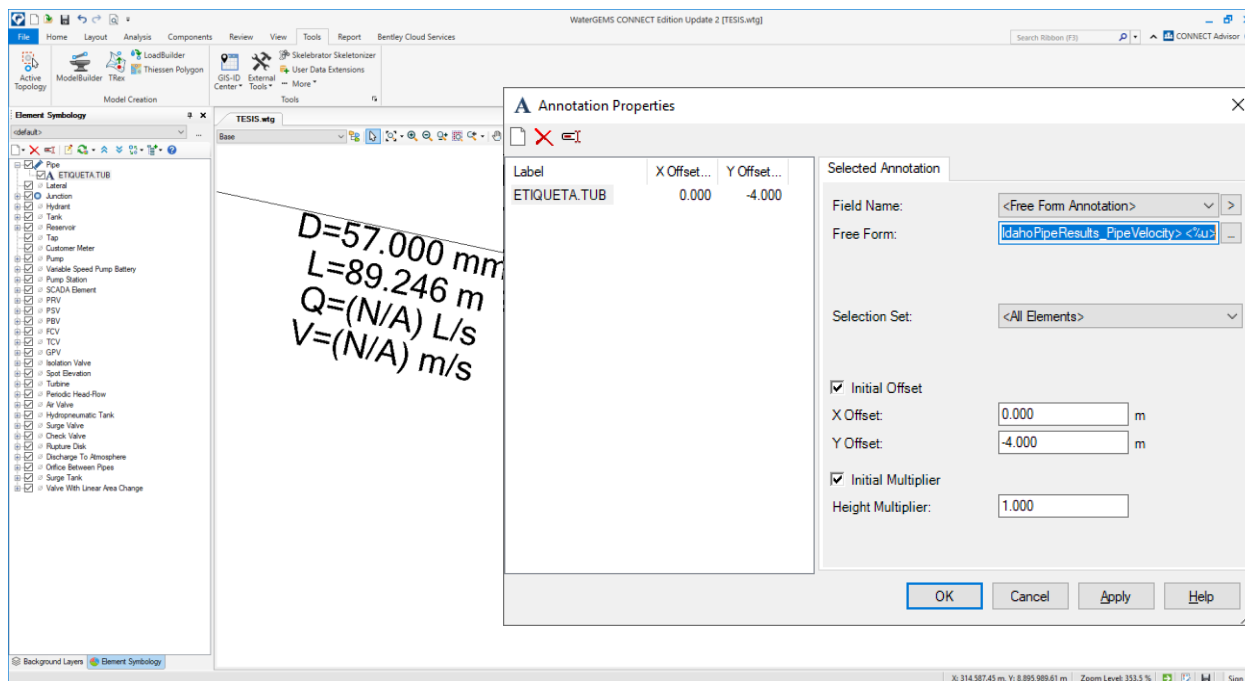 WaterGEMS CONNECT Edition Update 2 [TESIS.wtg]
File Home Layout Analysis Components Review View Tools Report Bentley Cloud Services
Search Ribbon (F3)
CONNECT Advisor
Active Topology
ModelBuilder
TRex
LoadBuilder
Thiessen Polygon
Model Creation
GIS-ID Center
External Tools
Skelebrator Skeletonizer
User Data Extensions
More
Tools
Element Symbology
<default>
Pipe
ETIQUETA.TUB
Lateral
Junction
Hydrant
Tank
Reservoir
Tap
Customer Meter
Pump
Variable Speed Pump Battery
Pump Station
SCADA Element
PRV
PSV
PBV
FCV
TCV
GPV
Isolation Valve
Spot Elevation
Turbine
Periodic Head-Flow
Air Valve
Hydropneumatic Tank
Surge Valve
Check Valve
Rupture Disk
Discharge To Atmosphere
Orifice Between Pipes
Surge Tank
Valve With Linear Area Change
Background Layers Element Symbology
TESIS.wtg
Base
D=57.000 mm
L=89.246 m
Q=(N/A) L/s
V=(N/A) m/s
A Annotation Properties
Label X Offset... Y Offset...
ETIQUETA.TUB 0.000 -4.000
Selected Annotation
Field Name: <Free Form Annotation> >
Free Form: IdahoPipeResults_PipeVelocity> <%u> ...
Selection Set: <All Elements>
Initial Offset
X Offset: 0.000 m
Y Offset: -4.000 m
Initial Multiplier
Height Multiplier: 1.000
OK Cancel Apply Help
X: 314,587.45 m, Y: 8,895,989.61 m Zoom Level: 353.5 % Sign